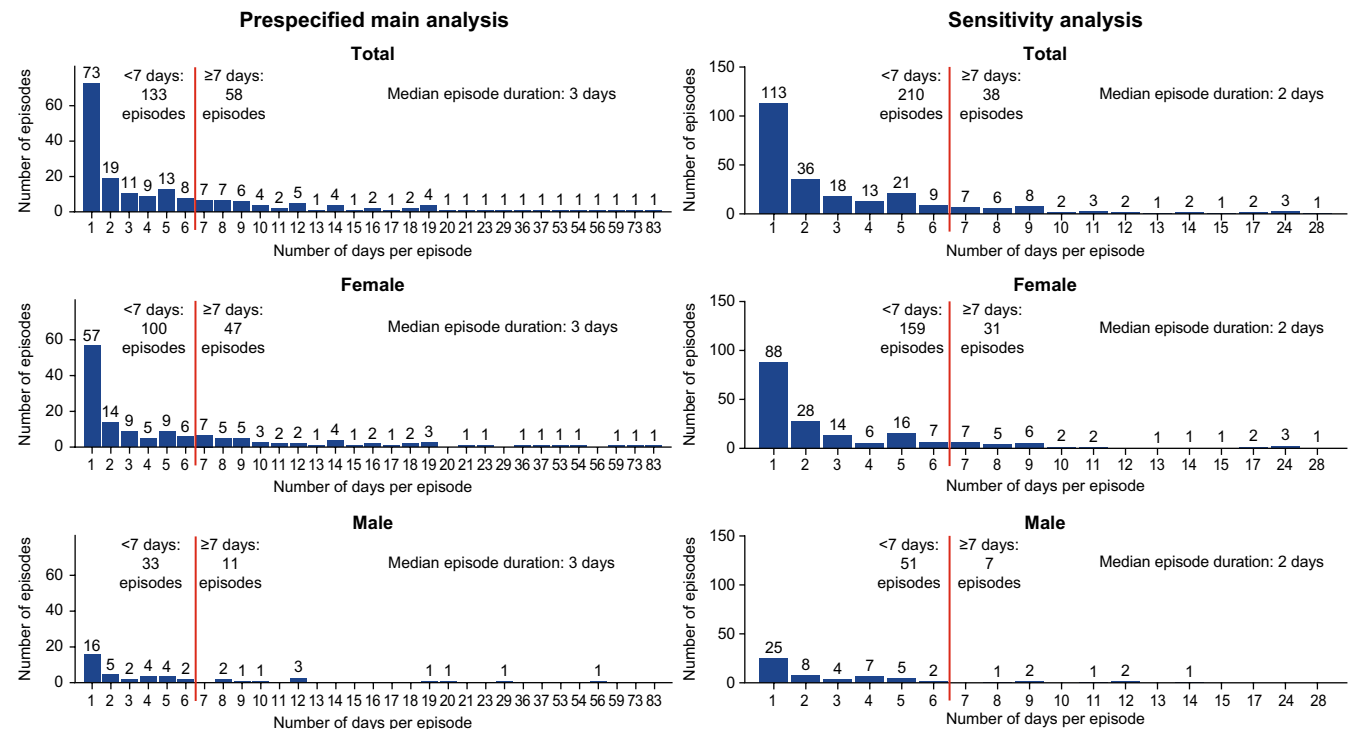 Prespecified main analysis
Total
<7 days:
133
episodes
≥7 days:
58
episodes
Median episode duration: 3 days
Number of episodes
60
40
20
0
73 19 11 9 13 8 7 7 6 4 2 5 1 4 1 2 1 2 4 1 1 1 1 1 1 1 1 1 1 1 1
1 2 3 4 5 6 7 8 9 10 11 12 13 14 15 16 17 18 19 20 21 23 29 36 37 53 54 56 59 73 83
Number of days per episode
Female
<7 days:
100
episodes
≥7 days:
47
episodes
Median episode duration: 3 days
Number of episodes
60
40
20
0
57 14 9 5 9 6 7 5 5 3 2 2 1 4 1 2 1 2 3 1 1 1 1 1 1 1 1 1
1 2 3 4 5 6 7 8 9 10 11 12 13 14 15 16 17 18 19 20 21 23 29 36 37 53 54 56 59 73 83
Number of days per episode
Male
<7 days:
33
episodes
≥7 days:
11
episodes
Median episode duration: 3 days
Number of episodes
60
40
20
0
16 5 2 4 4 2 2 1 1 3 1 1 1 1
1 2 3 4 5 6 7 8 9 10 11 12 13 14 15 16 17 18 19 20 21 23 29 36 37 53 54 56 59 73 83
Number of days per episode
Sensitivity analysis
Total
<7 days:
210
episodes
≥7 days:
38
episodes
Median episode duration: 2 days
Number of episodes
150
100
50
0
113 36 18 13 21 9 7 6 8 2 3 2 1 2 1 2 3 1
1 2 3 4 5 6 7 8 9 10 11 12 13 14 15 17 24 28
Number of days per episode
Female
<7 days:
159
episodes
≥7 days:
31
episodes
Median episode duration: 2 days
Number of episodes
150
100
50
0
88 28 14 6 16 7 7 5 6 2 2 1 1 1 2 3 1
1 2 3 4 5 6 7 8 9 10 11 12 13 14 15 17 24 28
Number of days per episode
Male
<7 days:
51
episodes
≥7 days:
7
episodes
Median episode duration: 2 days
Number of episodes
150
100
50
0
25 8 4 7 5 2 1 2 1 2 1
1 2 3 4 5 6 7 8 9 10 11 12 13 14 15 17 24 28
Number of days per episode